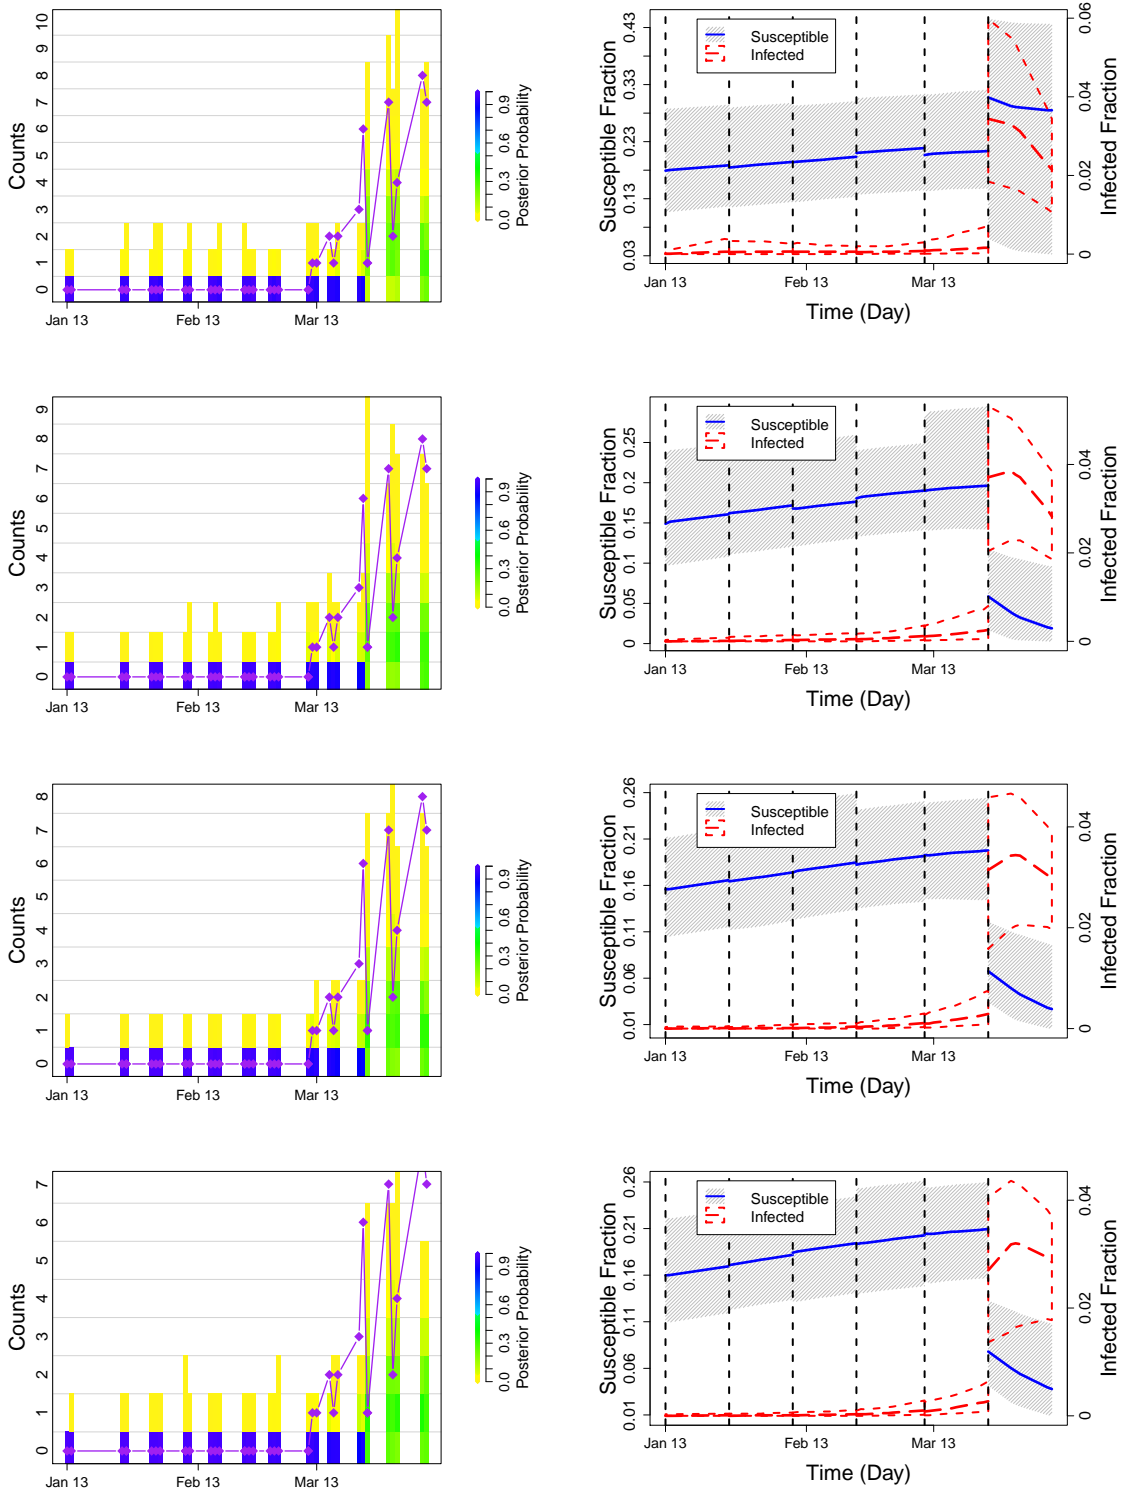 Counts
0 1 2 3 4 5 6 7 8 9 10
Jan 13 Feb 13 Mar 13
0.0 0.3 0.6 0.9
Posterior Probability
Susceptible Fraction
0.03 0.13 0.23 0.33 0.43
Susceptible
Infected
Jan 13 Feb 13 Mar 13
Time (Day)
0 0.02 0.04 0.06
Infected Fraction
Counts
0 1 2 3 4 5 6 7 8 9
Jan 13 Feb 13 Mar 13
0.0 0.3 0.6 0.9
Posterior Probability
Susceptible Fraction
0 0.05 0.1 0.15 0.2 0.25
Susceptible
Infected
Jan 13 Feb 13 Mar 13
Time (Day)
0 0.02 0.04
Infected Fraction
Counts
0 1 2 3 4 5 6 7 8
Jan 13 Feb 13 Mar 13
0.0 0.3 0.6 0.9
Posterior Probability
Susceptible Fraction
0.01 0.06 0.11 0.16 0.21 0.26
Susceptible
Infected
Jan 13 Feb 13 Mar 13
Time (Day)
0 0.02 0.04
Infected Fraction
Counts
0 1 2 3 4 5 6 7
Jan 13 Feb 13 Mar 13
0.0 0.3 0.6 0.9
Posterior Probability
Susceptible Fraction
0.01 0.06 0.11 0.16 0.21 0.26
Susceptible
Infected
Jan 13 Feb 13 Mar 13
Time (Day)
0 0.02 0.04
Infected Fraction